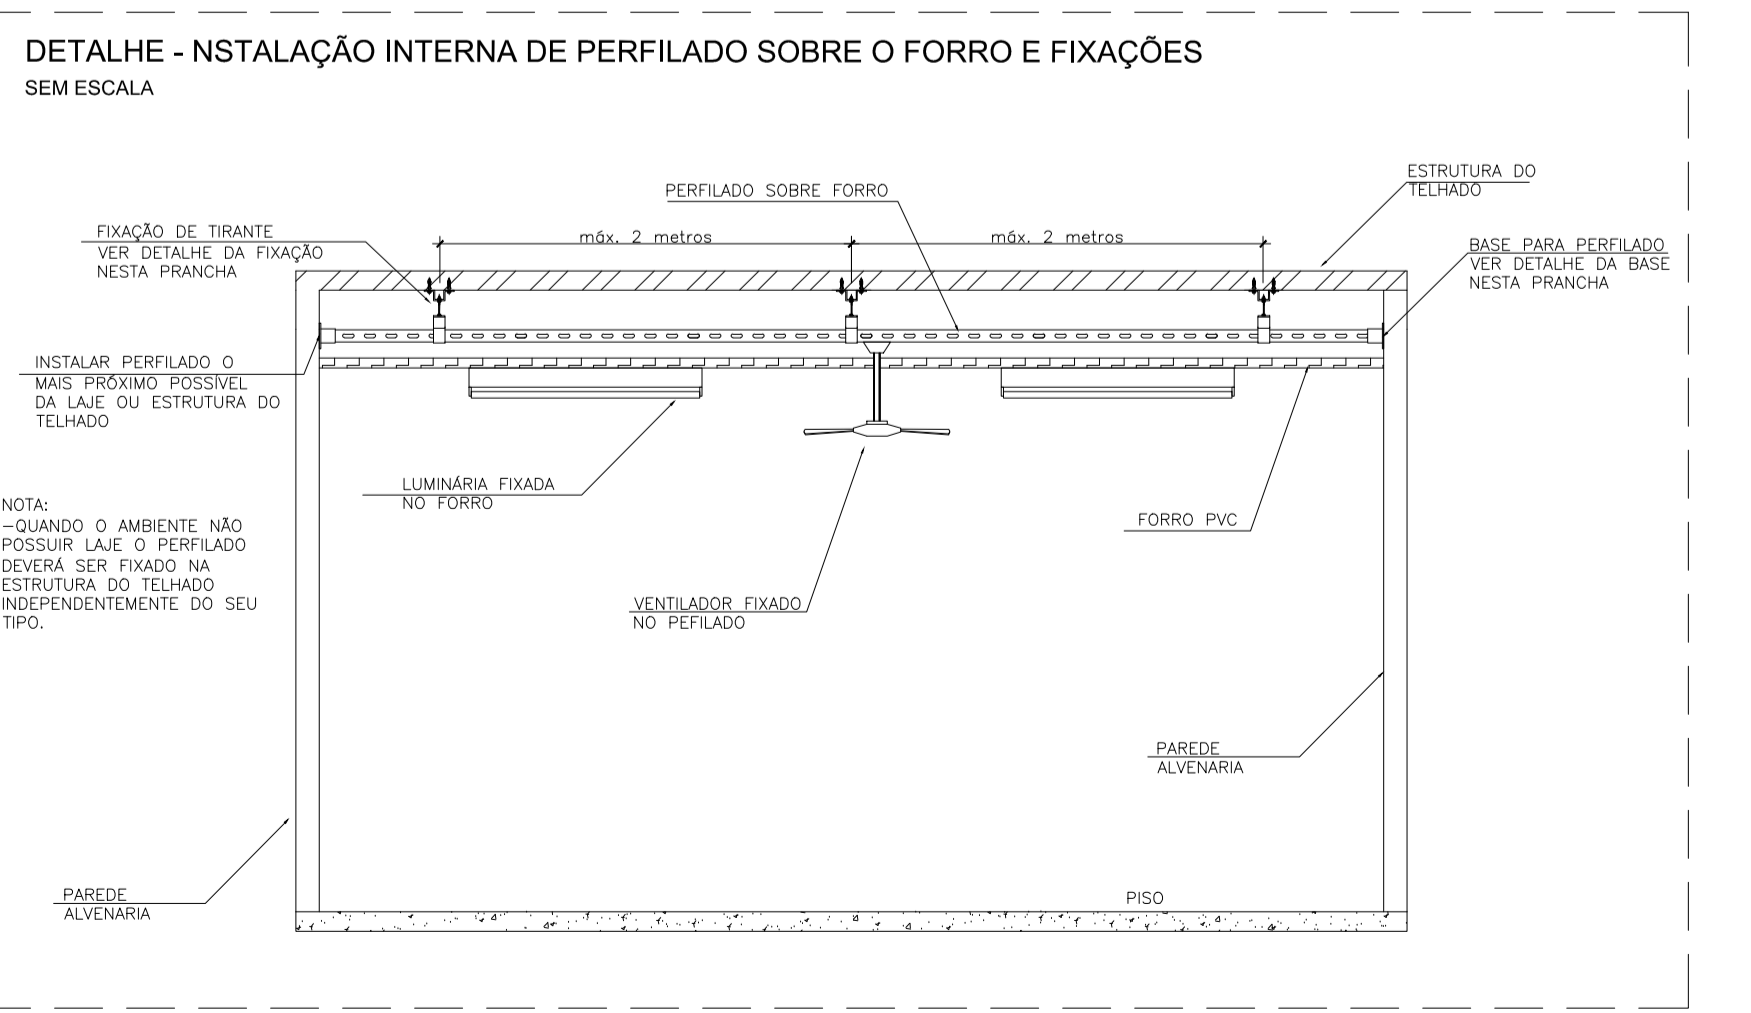 DETALHE - NSTALAÇÃO INTERNA DE PERFILADO SOBRE O FORRO E FIXAÇÕES
SEM ESCALA
ESTRUTURA DO
TELHADO
PERFILADO SOBRE FORRO
FIXAÇÃO DE TIRANTE
VER DETALHE DA FIXAÇÃO
NESTA PRANCHA
máx. 2 metros
máx. 2 metros
BASE PARA PERFILADO
VER DETALHE DA BASE
NESTA PRANCHA
INSTALAR PERFILADO O
MAIS PRÓXIMO POSSÍVEL
DA LAJE OU ESTRUTURA DO
TELHADO
LUMINÁRIA FIXADA
NO FORRO
NOTA:
-QUANDO O AMBIENTE NÃO
POSSUIR LAJE O PERFILADO
DEVERÁ SER FIXADO NA
ESTRUTURA DO TELHADO
INDEPENDENTEMENTE DO SEU
TIPO.
FORRO PVC
VENTILADOR FIXADO
NO PEFILADO
PAREDE
ALVENARIA
PAREDE
ALVENARIA
PISO